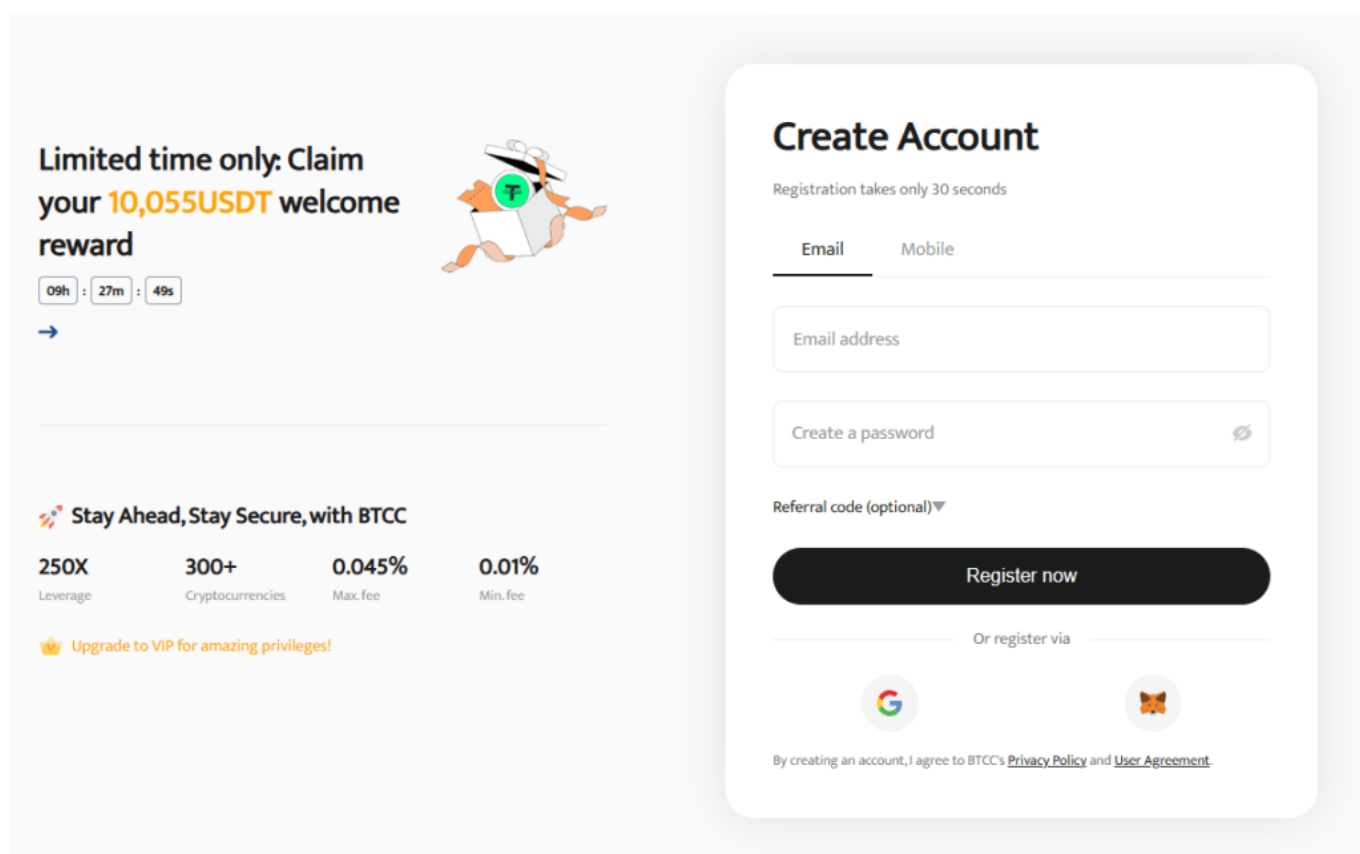 Limited time only: Claim
your 10,055USDT welcome
reward
09h : 27m : 49s
Stay Ahead, Stay Secure, with BTCC
250X 300+ 0.045% 0.01%
Leverage Cryptocurrencies Max. fee Min. fee
Upgrade to VIP for amazing privileges!
Create Account
Registration takes only 30 seconds
Email Mobile
Email address
Create a password
Referral code (optional)
Register now
Or register via
By creating an account, I agree to BTCC's Privacy Policy and User Agreement.